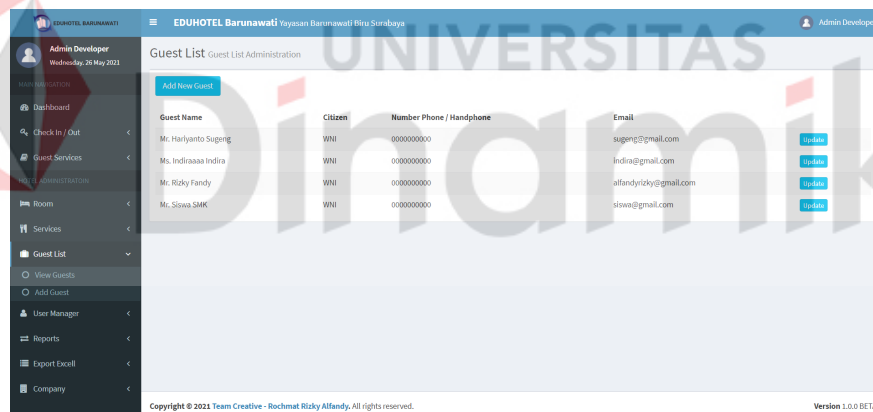 EDUHOTEL BARUNAWATI
EDUHOTEL Barunawati Yayasan Barunawati Biru Surabaya
Admin Develope
Admin Developer
Wednesday, 26 May 2021
MAIN NAVIGATION
Dashboard
Check In / Out
Guest Services
HOTEL ADMINISTRATOIN
Room
Services
Guest List
View Guests
Add Guest
User Manager
Reports
Export Excell
Company
UNIVERSITAS
Dinamik
Guest List Guest List Administration
Add New Guest
Guest Name Citizen Number Phone / Handphone Email
Mr. Hariyanto Sugeng WNI 0000000000 sugeng@gmail.com Update
Ms. Indiraaaa Indira WNI 0000000000 indira@gmail.com Update
Mr. Rizky Fandy WNI 0000000000 alfandyrizky@gmail.com Update
Mr. Siswa SMK WNI 0000000000 siswa@gmail.com Update
Copyright © 2021 Team Creative - Rochmat Rizky Alfandy. All rights reserved.
Version 1.0.0 BETA